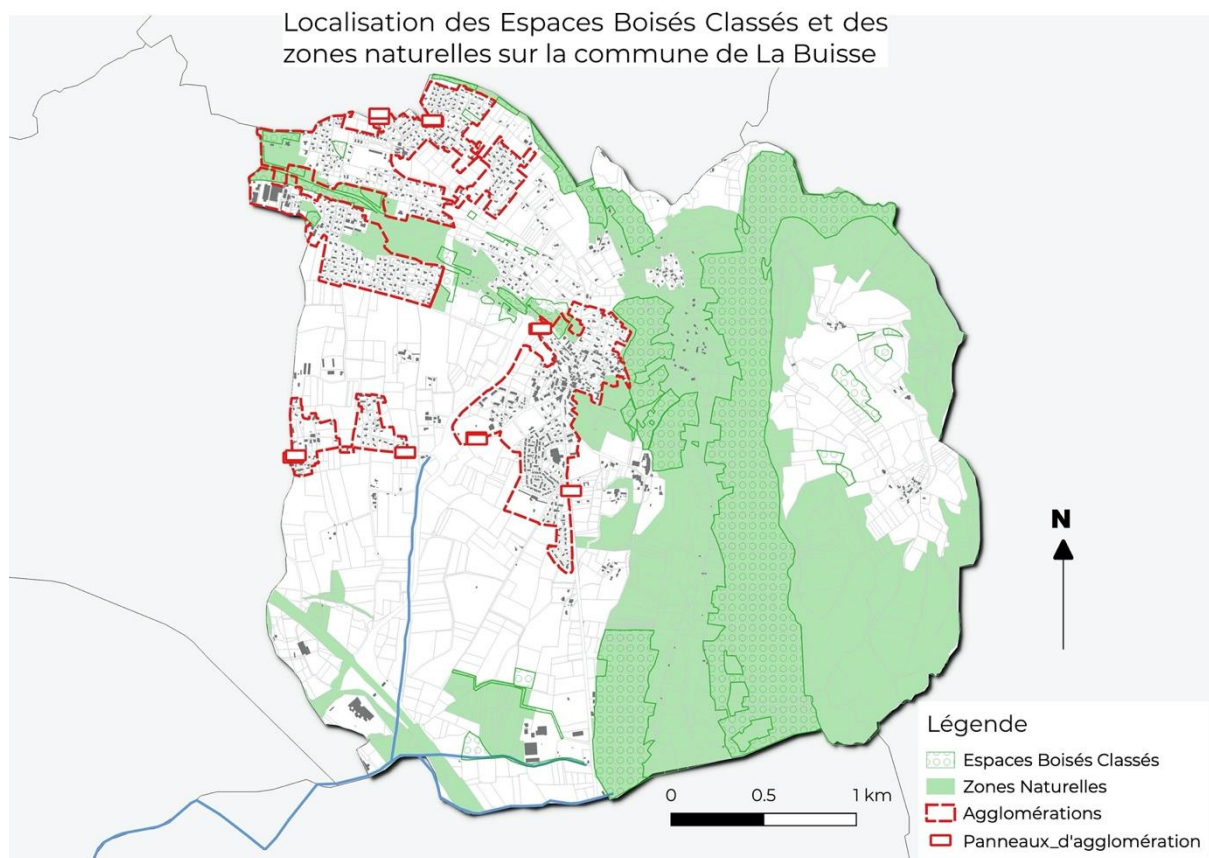 Localisation des Espaces Boisés Classés et des
zones naturelles sur la commune de La Buisse
N
Légende
Espaces Boisés Classés
Zones Naturelles
Agglomérations
Panneaux_d'agglomération
0 0.5 1 km